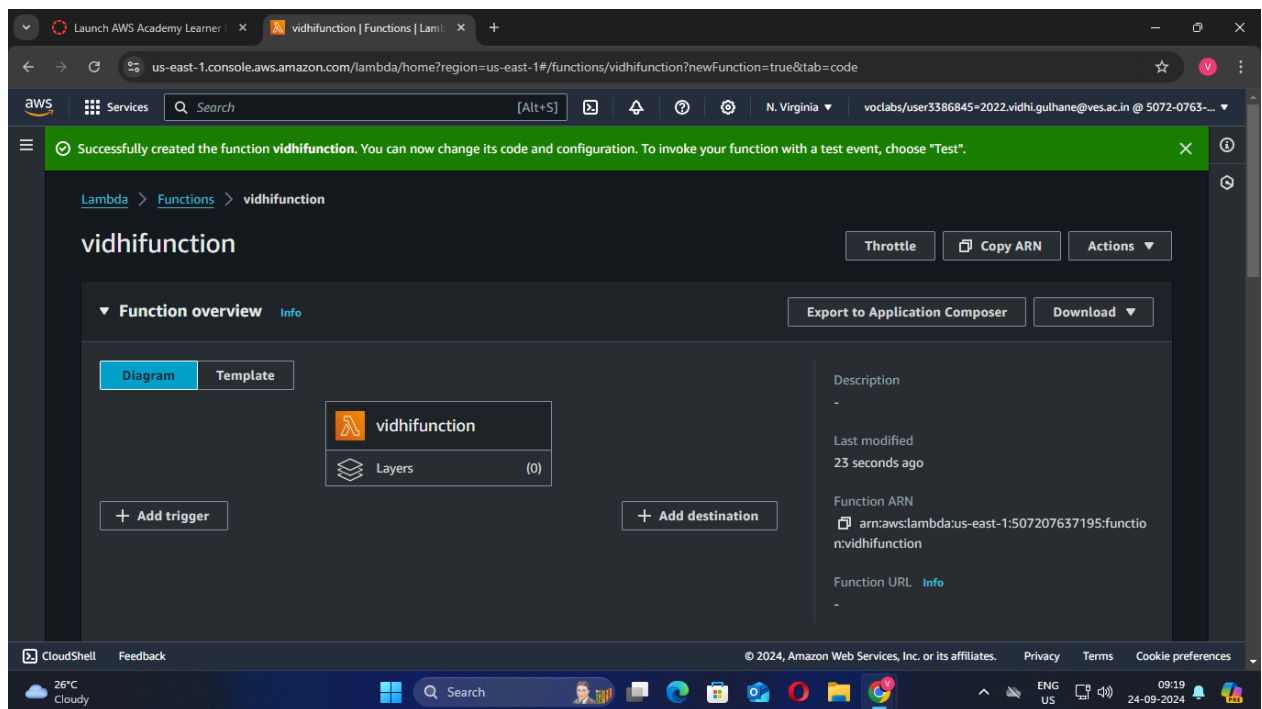 Launch AWS Academy Learner
vidhifunction | Functions | Lam
us-east-1.console.aws.amazon.com/lambda/home?region=us-east-1#/functions/vidhifunction?newFunction=true&tab=code
V
aws
Services
Search
[Alt+S]
N. Virginia ▼
voclabs/user3386845=2022.vidhi.gulhane@ves.ac.in @ 5072-0763-... ▼
Successfully created the function vidhifunction. You can now change its code and configuration. To invoke your function with a test event, choose "Test".
Lambda > Functions > vidhifunction
vidhifunction
Throttle
Copy ARN
Actions ▼
▼ Function overview Info
Export to Application Composer
Download ▼
Diagram
Template
vidhifunction
Layers (0)
+ Add trigger
+ Add destination
Description
-
Last modified
23 seconds ago
Function ARN
arn:aws:lambda:us-east-1:507207637195:functio
n:vidhifunction
Function URL Info
-
CloudShell Feedback
© 2024, Amazon Web Services, Inc. or its affiliates. Privacy Terms Cookie preferences
26°C
Cloudy
Search
ENG
US
09:19
24-09-2024
PRE